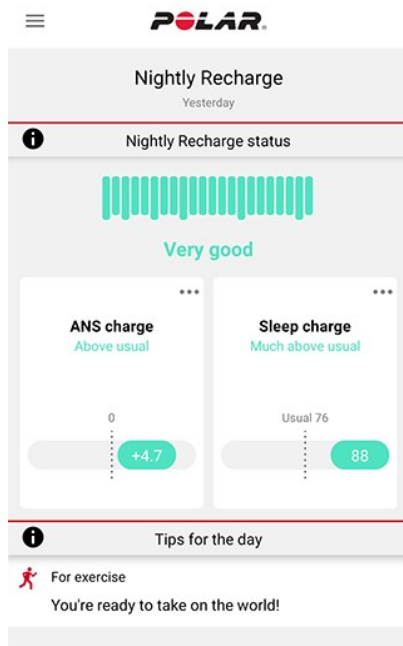 POLAR
Nightly Recharge
Yesterday
Nightly Recharge status
Very good
ANS charge
Above usual
0
+4.7
Sleep charge
Much above usual
Usual 76
88
Tips for the day
For exercise
You're ready to take on the world!